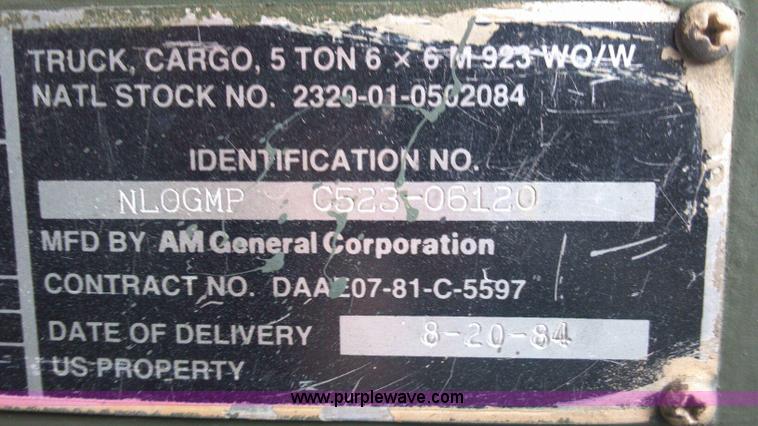 TRUCK, CARGO, 5 TON 6 × 6 M 923 WO/W
NATL STOCK NO. 2320-01-0502084
IDENTIFICATION NO.
NL0GMP C523-06120
MFD BY AM General Corporation
CONTRACT NO. DAAE07-81-C-5597
DATE OF DELIVERY 8-20-84
US PROPERTY
www.purplewave.com